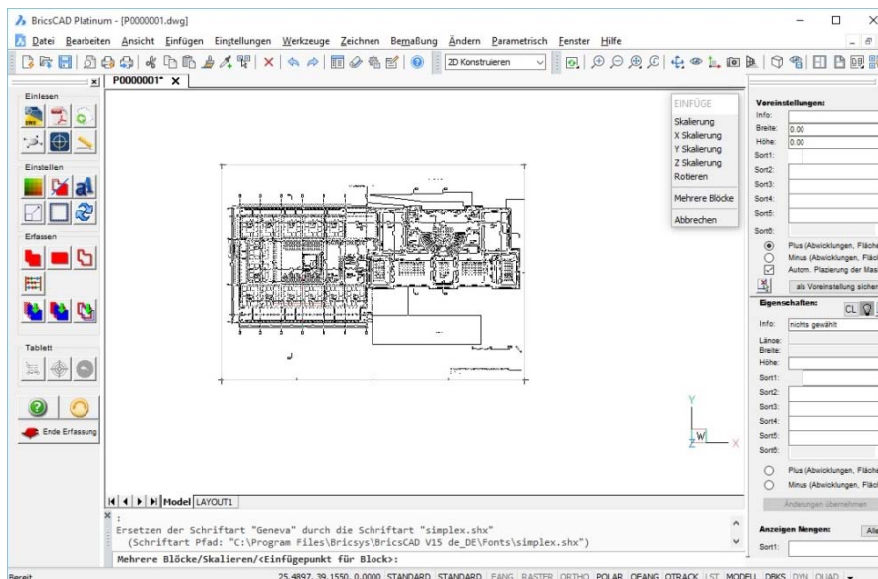 BricsCAD Platinum - [P0000001.dwg]
Datei Bearbeiten Ansicht Einfügen Einstellungen Werkzeuge Zeichnen Bemaßung Ändern Parametrisch Fenster Hilfe
2D Konstruieren
P0000001*
Einlesen
Einstellen
Erfassen
Tablett
Ende Erfassung
EINFÜGE
Skalierung
X Skalierung
Y Skalierung
Z Skalierung
Rotieren
Mehrere Blöcke
Abbrechen
Voreinstellungen:
Info:
Breite: 0.00
Höhe: 0.00
Sort1:
Sort2:
Sort3:
Sort4:
Sort5:
Sort6:
Plus (Abwicklungen, Fläche
Minus (Abwicklungen, Fläch
Autom. Plazierung der Mas
als Voreinstellung sichern
Eigenschaften:
CL
Info: nichts gewählt
Länge:
Breite:
Höhe:
Sort1:
Sort2:
Sort3:
Sort4:
Sort5:
Sort6:
Plus (Abwicklungen, Fläche
Minus (Abwicklungen, Fläch
Änderungen übernehmen
Anzeigen Mengen: Alle
Sort1:
Y
W
Z X
Model LAYOUT1
:
Ersetzen der Schriftart "Geneva" durch die Schriftart "simplex.shx"
(Schriftart Pfad: "C:\Program Files\Bricsys\BricsCAD V15 de_DE\Fonts\simplex.shx")
Mehrere Blöcke/Skalieren/<Einfügepunkt für Block>:
Bereit 25.4897, 39.1550, 0.0000 STANDARD STANDARD FANG RASTER ORTHO POLAR OFANG OTRACK LST MODELL DBKS DYN QUAD